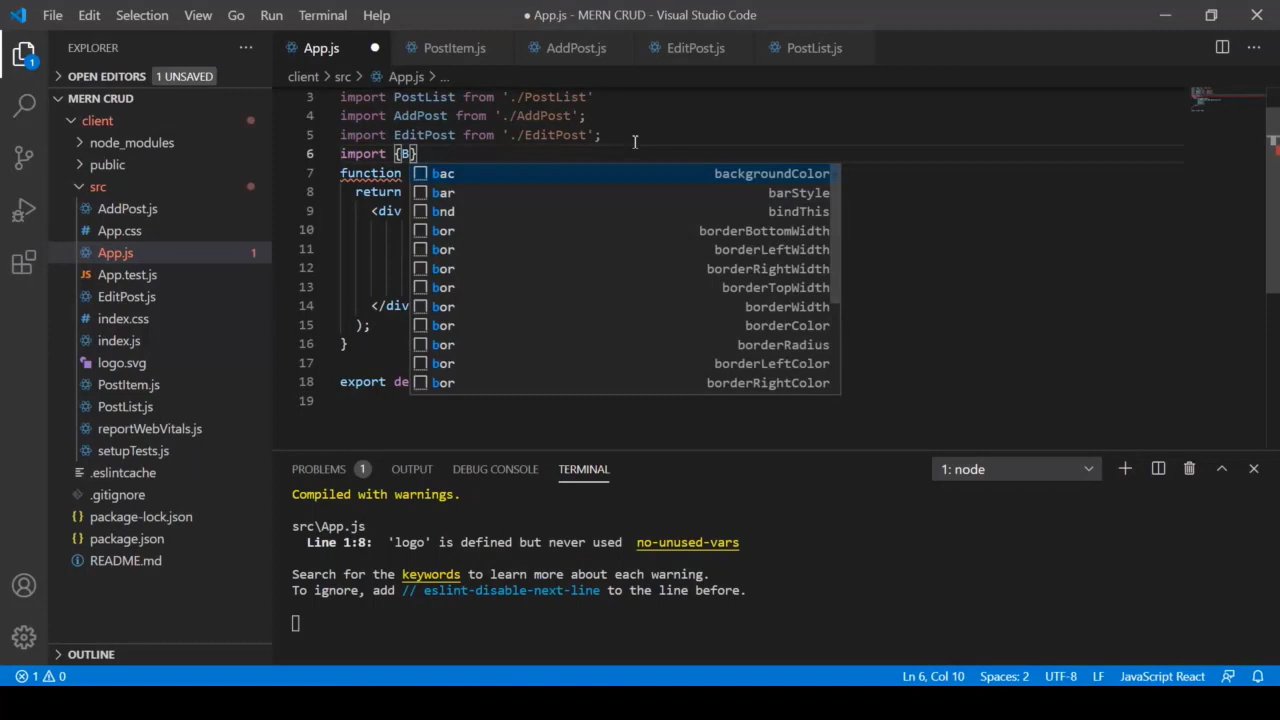 File Edit Selection View Go Run Terminal Help
● App.js - MERN CRUD - Visual Studio Code
EXPLORER
OPEN EDITORS 1 UNSAVED
MERN CRUD
client
node_modules
public
src
AddPost.js
App.css
App.js 1
App.test.js
EditPost.js
index.css
index.js
logo.svg
PostItem.js
PostList.js
reportWebVitals.js
setupTests.js
.eslintcache
.gitignore
package-lock.json
package.json
README.md
OUTLINE
1
App.js PostItem.js AddPost.js EditPost.js PostList.js
client > src > App.js > ...
3 import PostList from './PostList'
4 import AddPost from './AddPost';
5 import EditPost from './EditPost';
6 import {B}
7 function
8 return
9 <div
10
11
12
13
14 </div
15 );
16 }
17
18 export de
19
bac backgroundColor
bar barStyle
bnd bindThis
bor borderBottomWidth
bor borderLeftWidth
bor borderRightWidth
bor borderTopWidth
bor borderWidth
bor borderColor
bor borderRadius
bor borderLeftColor
bor borderRightColor
PROBLEMS 1 OUTPUT DEBUG CONSOLE TERMINAL
1: node
Compiled with warnings.
src\App.js
Line 1:8: 'logo' is defined but never used no-unused-vars
Search for the keywords to learn more about each warning.
To ignore, add // eslint-disable-next-line to the line before.
1 0
Ln 6, Col 10 Spaces: 2 UTF-8 LF JavaScript React